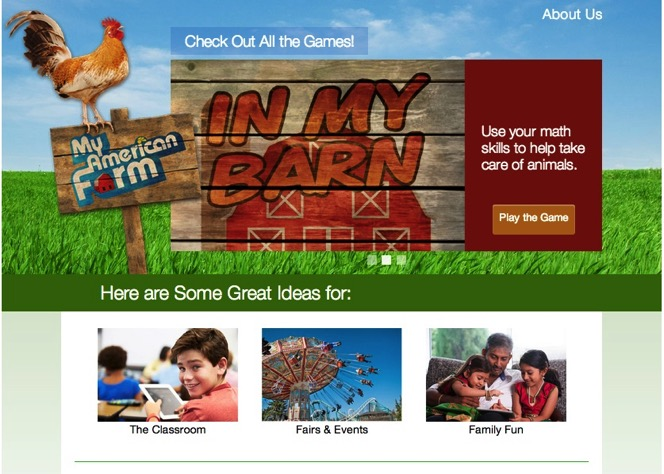 About Us
Check Out All the Games!
My
American
Farm
IN MY
BARN
Use your math
skills to help take
care of animals.
Play the Game
Here are Some Great Ideas for:
The Classroom
Fairs & Events
Family Fun